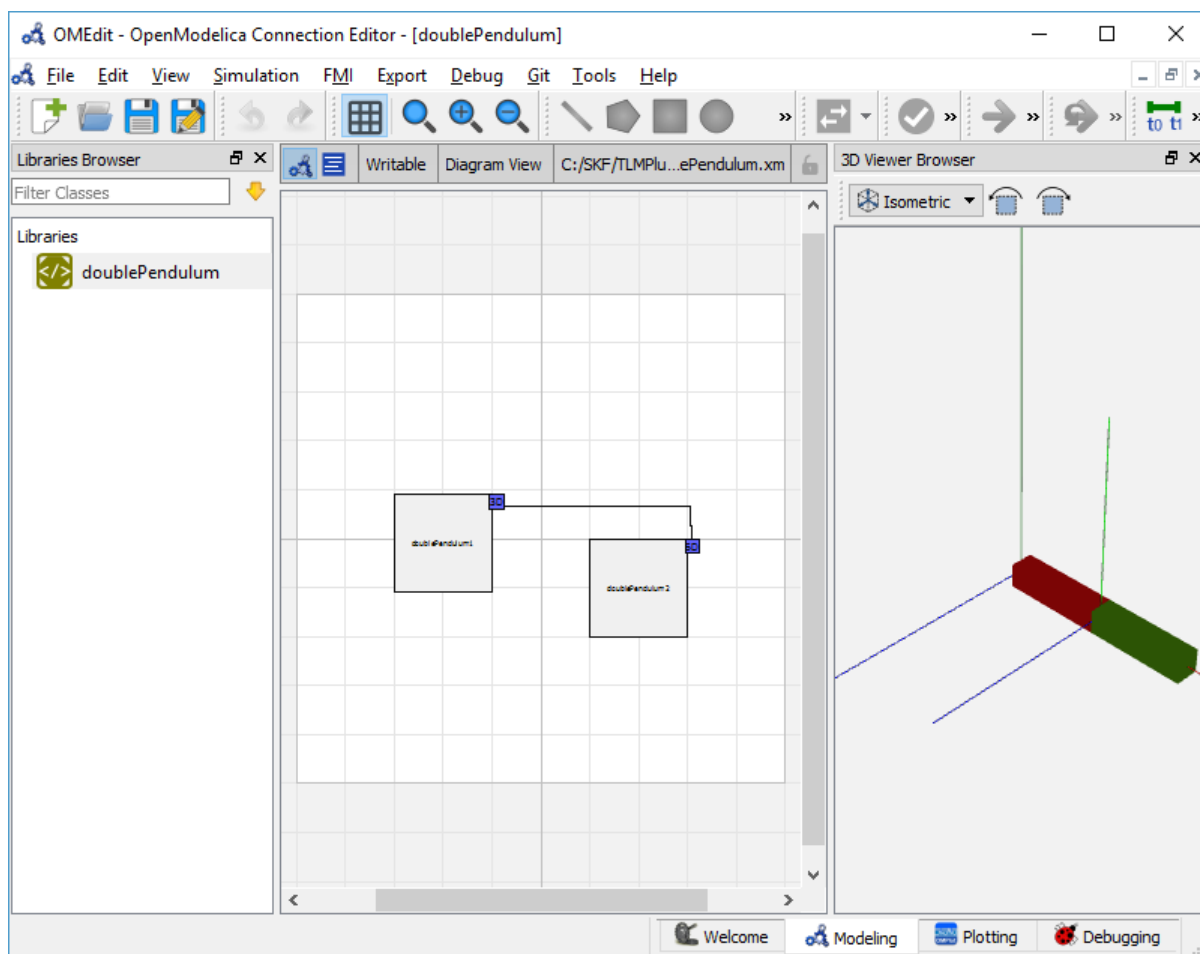 OMEdit - OpenModelica Connection Editor - [doublePendulum]
File Edit View Simulation FMI Export Debug Git Tools Help
t0 t1
Libraries Browser
Filter Classes
Libraries
doublePendulum
Writable Diagram View C:/SKF/TLMPlu...ePendulum.xm
3D
doublePendulum1
3D
doublePendulum2
3D Viewer Browser
Isometric
Welcome Modeling Plotting Debugging